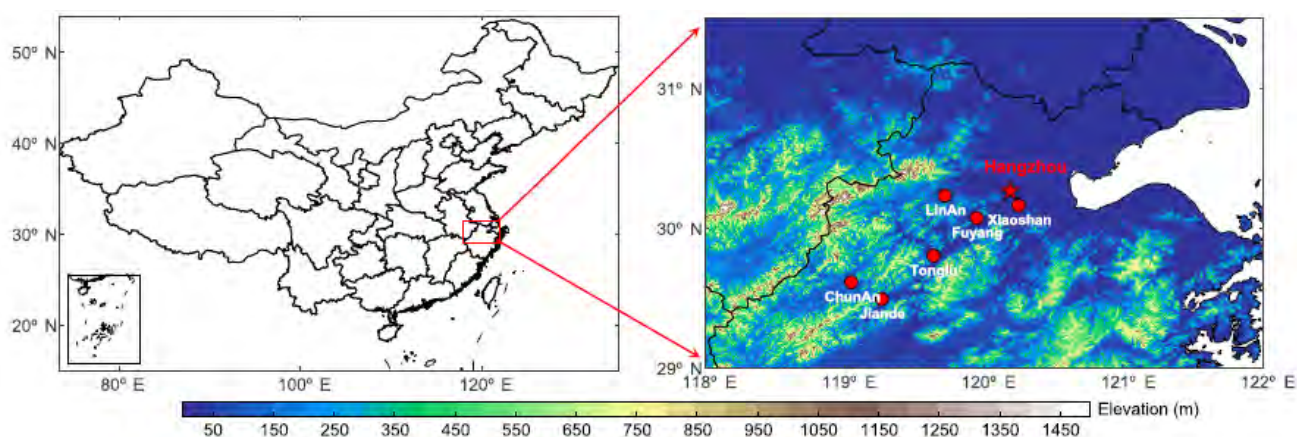 50° N
40° N
30° N
20° N
80° E
100° E
120° E
31° N
30° N
29° N
118° E
119° E
120° E
121° E
122° E
Hangzhou
LinAn
Xiaoshan
Fuyang
Tonglu
ChunAn
Jiande
50 150 250 350 450 550 650 750 850 950 1050 1150 1250 1350 1450
Elevation (m)